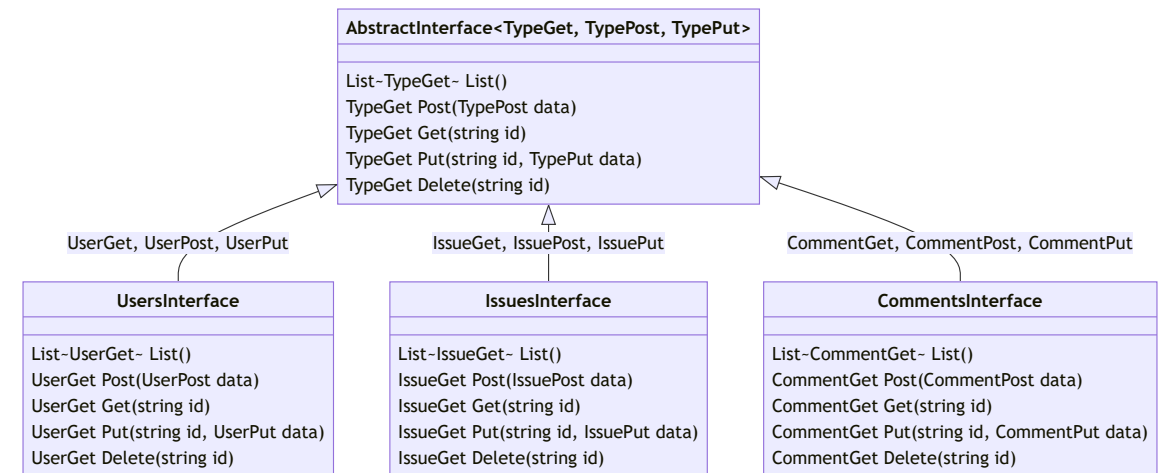 AbstractInterface<TypeGet, TypePost, TypePut>
List~TypeGet~ List()
TypeGet Post(TypePost data)
TypeGet Get(string id)
TypeGet Put(string id, TypePut data)
TypeGet Delete(string id)
UserGet, UserPost, UserPut
IssueGet, IssuePost, IssuePut
CommentGet, CommentPost, CommentPut
UsersInterface
List~UserGet~ List()
UserGet Post(UserPost data)
UserGet Get(string id)
UserGet Put(string id, UserPut data)
UserGet Delete(string id)
IssuesInterface
List~IssueGet~ List()
IssueGet Post(IssuePost data)
IssueGet Get(string id)
IssueGet Put(string id, IssuePut data)
IssueGet Delete(string id)
CommentsInterface
List~CommentGet~ List()
CommentGet Post(CommentPost data)
CommentGet Get(string id)
CommentGet Put(string id, CommentPut data)
CommentGet Delete(string id)